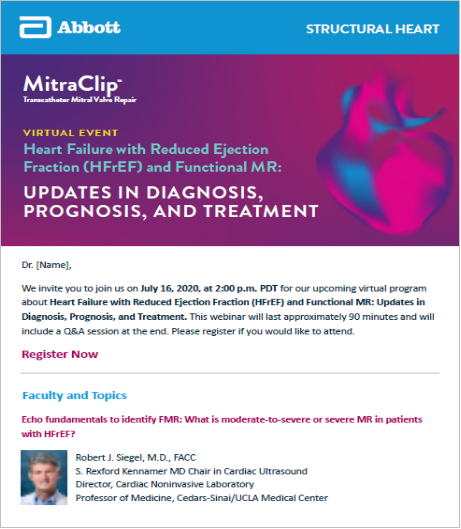 Abbott
STRUCTURAL HEART
MitraClip™
Transcatheter Mitral Valve Repair
VIRTUAL EVENT
Heart Failure with Reduced Ejection
Fraction (HFrEF) and Functional MR:
UPDATES IN DIAGNOSIS,
PROGNOSIS, AND TREATMENT
Dr. [Name],
We invite you to join us on July 16, 2020, at 2:00 p.m. PDT for our upcoming virtual program
about Heart Failure with Reduced Ejection Fraction (HFrEF) and Functional MR: Updates in
Diagnosis, Prognosis, and Treatment. This webinar will last approximately 90 minutes and will
include a Q&A session at the end. Please register if you would like to attend.
Register Now
Faculty and Topics
Echo fundamentals to identify FMR: What is moderate-to-severe or severe MR in patients
with HFrEF?
Robert J. Siegel, M.D., FACC
S. Rexford Kennamer MD Chair in Cardiac Ultrasound
Director, Cardiac Noninvasive Laboratory
Professor of Medicine, Cedars-Sinai/UCLA Medical Center